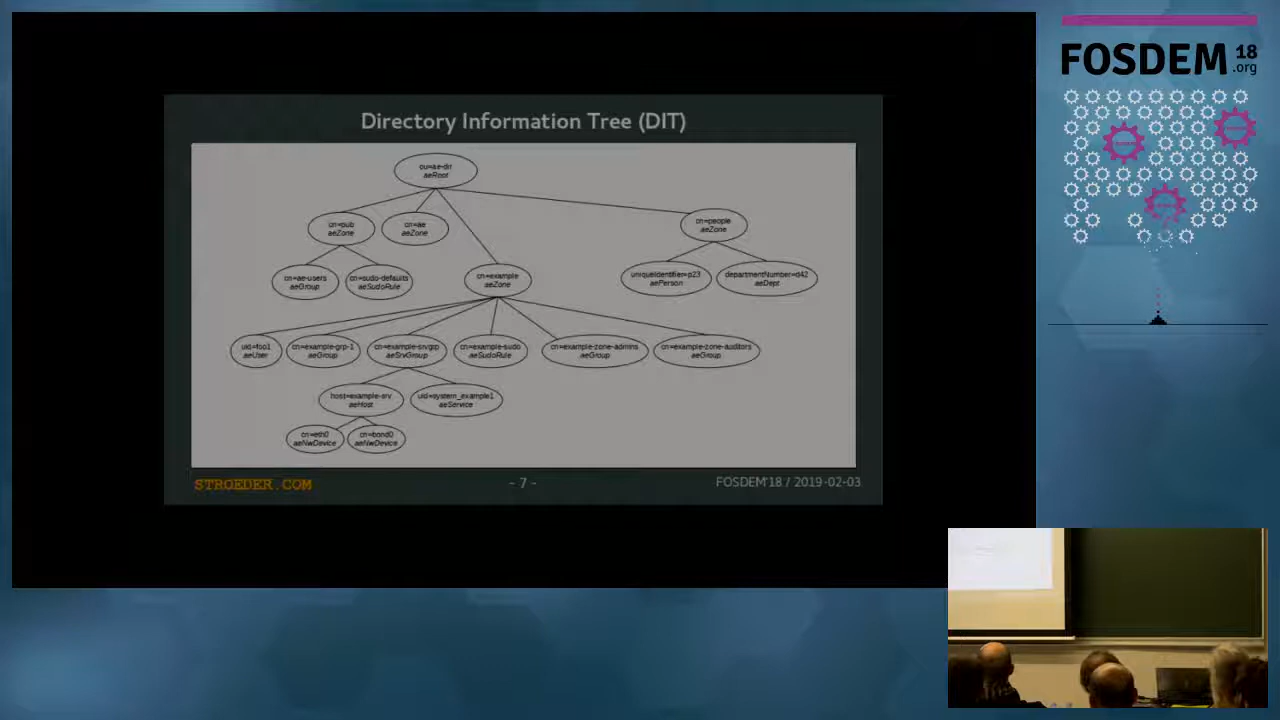 FOSDEM 18
.org
Directory Information Tree (DIT)
ou=ae-dir
aeRoot
cn=pub
aeZone
cn=ae
aeZone
cn=people
aeZone
cn=ae-users
aeGroup
cn=sudo-defaults
aeSudoRule
cn=example
aeZone
uniqueIdentifier=p23
aePerson
departmentNumber=d42
aeDept
uid=foo1
aeUser
cn=example-grp-1
aeGroup
cn=example-srvgrp
aeSrvGroup
cn=example-sudo
aeSudoRule
cn=example-zone-admins
aeGroup
cn=example-zone-auditors
aeGroup
host=example-srv
aeHost
uid=system_example1
aeService
cn=eth0
aeNwDevice
cn=bond0
aeNwDevice
STROEDER.COM
- 7 -
FOSDEM'18 / 2019-02-03